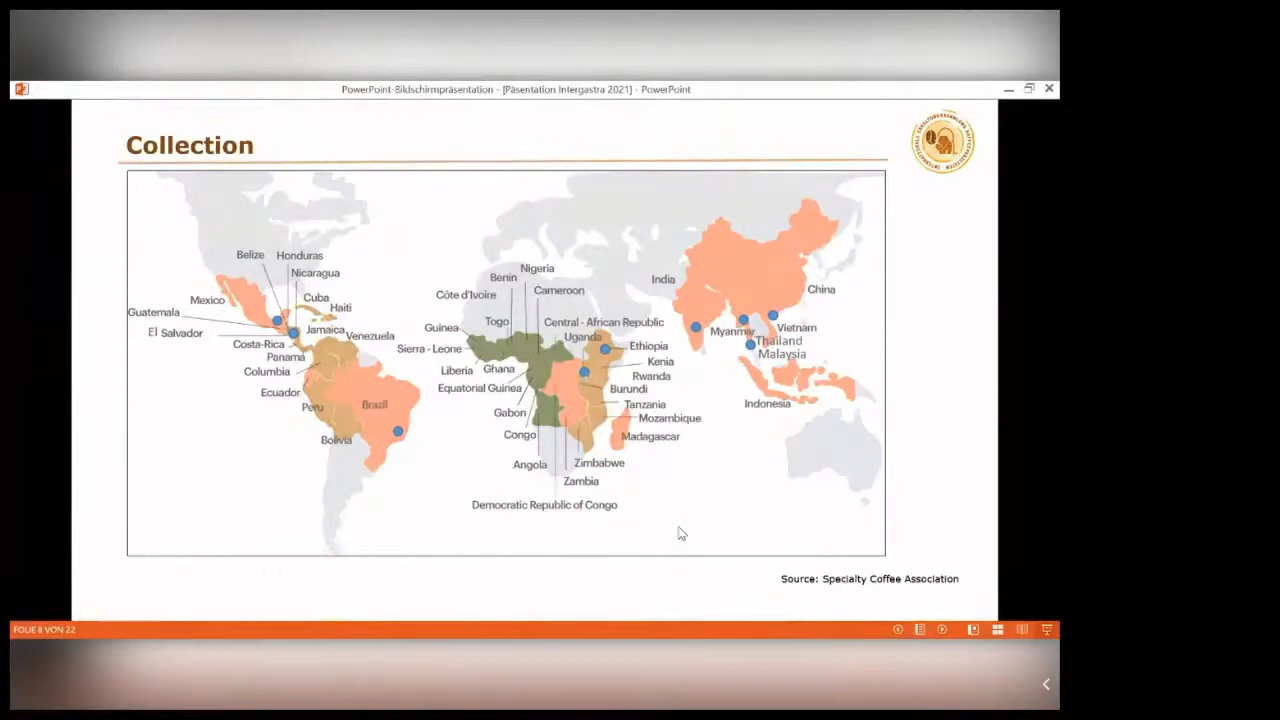 PowerPoint-Bildschirmpräsentation - [Päsentation Intergastra 2021] - PowerPoint
Collection
Belize
Honduras
Nicaragua
Mexico
Cuba
Haiti
Guatemala
El Salvador
Jamaica
Venezuela
Costa-Rica
Panama
Columbia
Ecuador
Peru
Brazil
Bolivia
Nigeria
Benin
Cameroon
Côte d'Ivoire
Togo
Central - African Republic
Guinea
Uganda
Ethiopia
Sierra - Leone
Kenia
Liberia
Ghana
Rwanda
Equatorial Guinea
Burundi
Tanzania
Gabon
Mozambique
Congo
Madagascar
Angola
Zimbabwe
Zambia
Democratic Republic of Congo
India
China
Myanmar
Vietnam
Thailand
Malaysia
Indonesia
Source: Specialty Coffee Association
FOLIE 8 VON 22